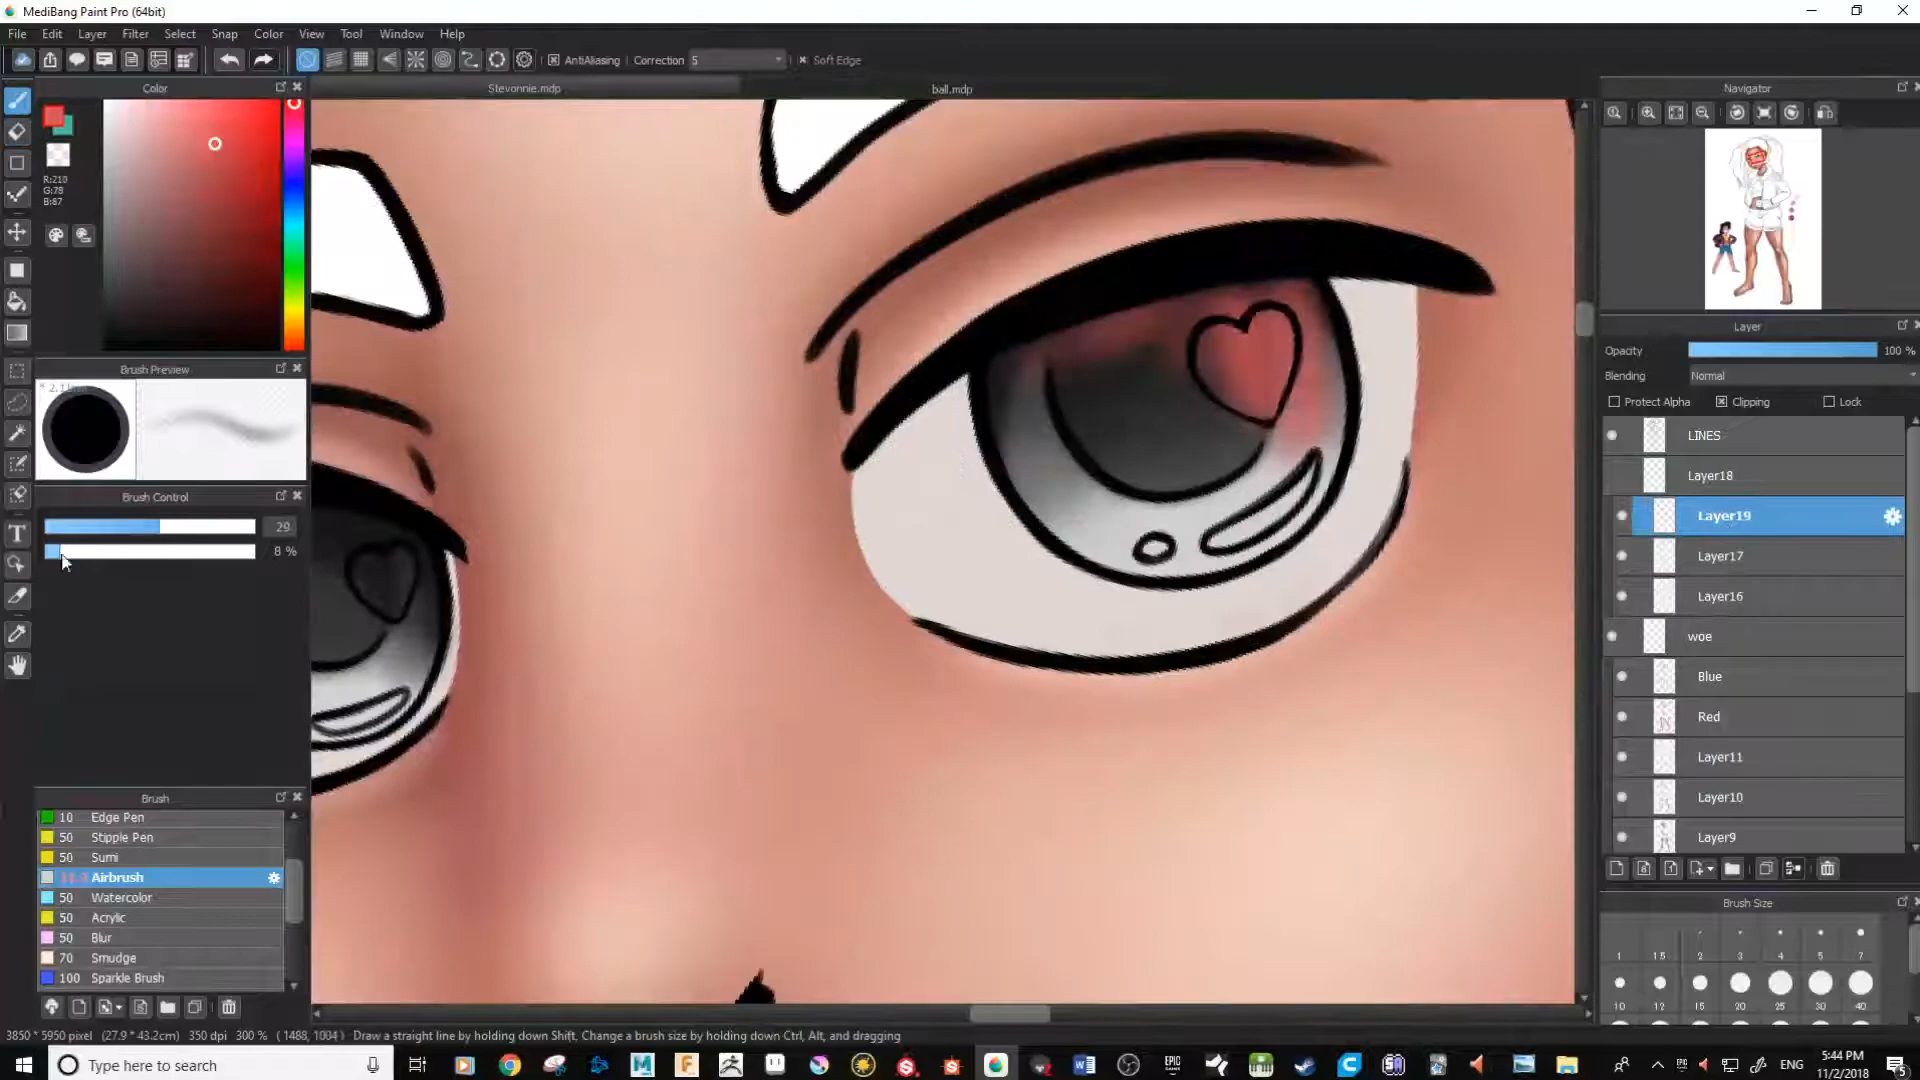 MediBang Paint Pro (64bit)
File Edit Layer Filter Select Snap Color View Tool Window Help
AntiAliasing Correction 5 Soft Edge
Color Stevonnie.mdp ball.mdp Navigator
R:210
G:78
B:87
Layer
Opacity 100 %
Brush Preview
Blending Normal
Protect Alpha Clipping Lock
LINES
Layer18
Brush Control
29
Layer19
8 %
Layer17
Layer16
woe
Blue
Red
Layer11
Brush
Layer10
10 Edge Pen
50 Stipple Pen
Layer9
50 Sumi
Airbrush
50 Watercolor
Brush Size
50 Acrylic
50 Blur
1 1.5 2 3 4 5 7
70 Smudge
100 Sparkle Brush
10 12 15 20 25 30 40
3850 * 5950 pixel (27.9 * 43.2cm) 350 dpi 300 % ( 1488, 1004 ) Draw a straight line by holding down Shift, Change a brush size by holding down Ctrl, Alt, and dragging
Type here to search
EPIC
ENG
5:44 PM
11/2/2018
5